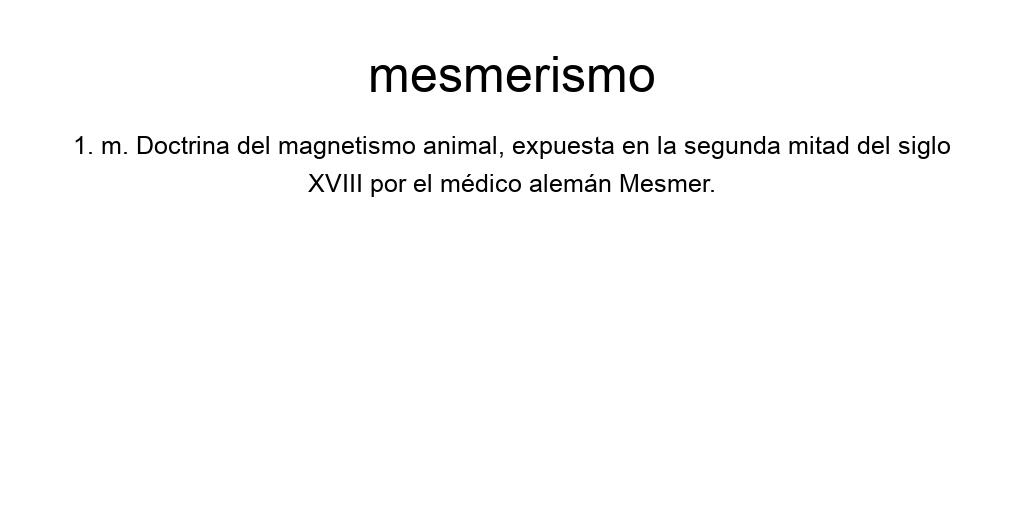 mesmerismo
1. m. Doctrina del magnetismo animal, expuesta en la segunda mitad del siglo
XVIII por el médico alemán Mesmer.